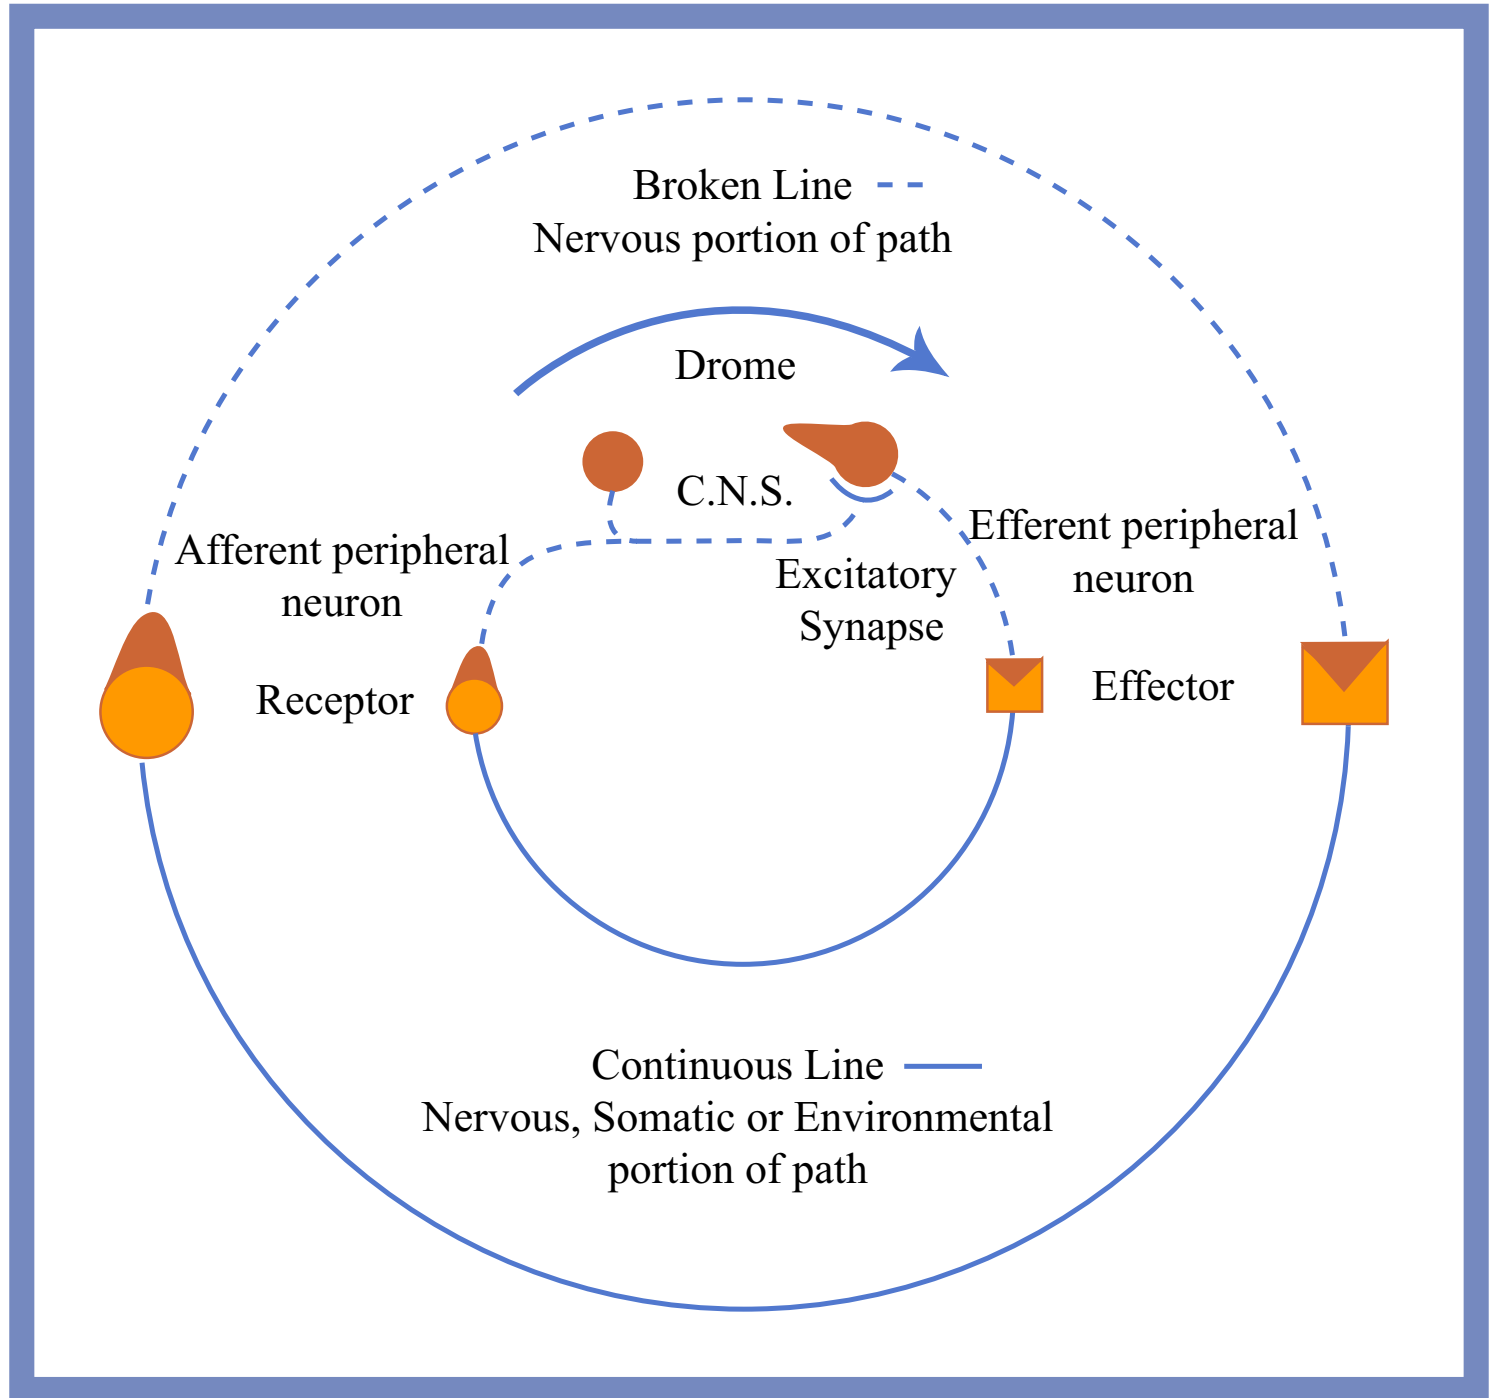 Broken Line
Nervous portion of path
Drome
C.N.S.
Afferent peripheral
neuron
Efferent peripheral
neuron
Excitatory
Synapse
Receptor
Effector
Continuous Line
Nervous, Somatic or Environmental
portion of path